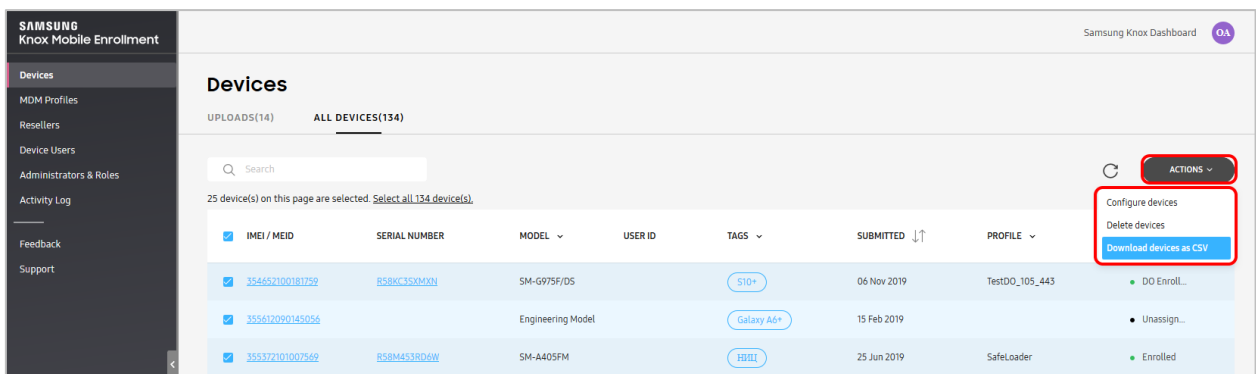 SAMSUNG
Knox Mobile Enrollment
Samsung Knox Dashboard OA
Devices
MDM Profiles
Resellers
Device Users
Administrators & Roles
Activity Log
Feedback
Support
Devices
UPLOADS(14) ALL DEVICES(134)
Search
ACTIONS
25 device(s) on this page are selected. Select all 134 device(s).
Configure devices
Delete devices
Download devices as CSV
IMEI / MEID SERIAL NUMBER MODEL USER ID TAGS SUBMITTED PROFILE
354652100181759 R58KC3SXMXN SM-G975F/DS S10+ 06 Nov 2019 TestDO_105_443 DO Enroll...
355612090145056 Engineering Model Galaxy A6+ 15 Feb 2019 Unassign...
355372101007569 R58M453RD6W SM-A405FM НИЦ 25 Jun 2019 SafeLoader Enrolled